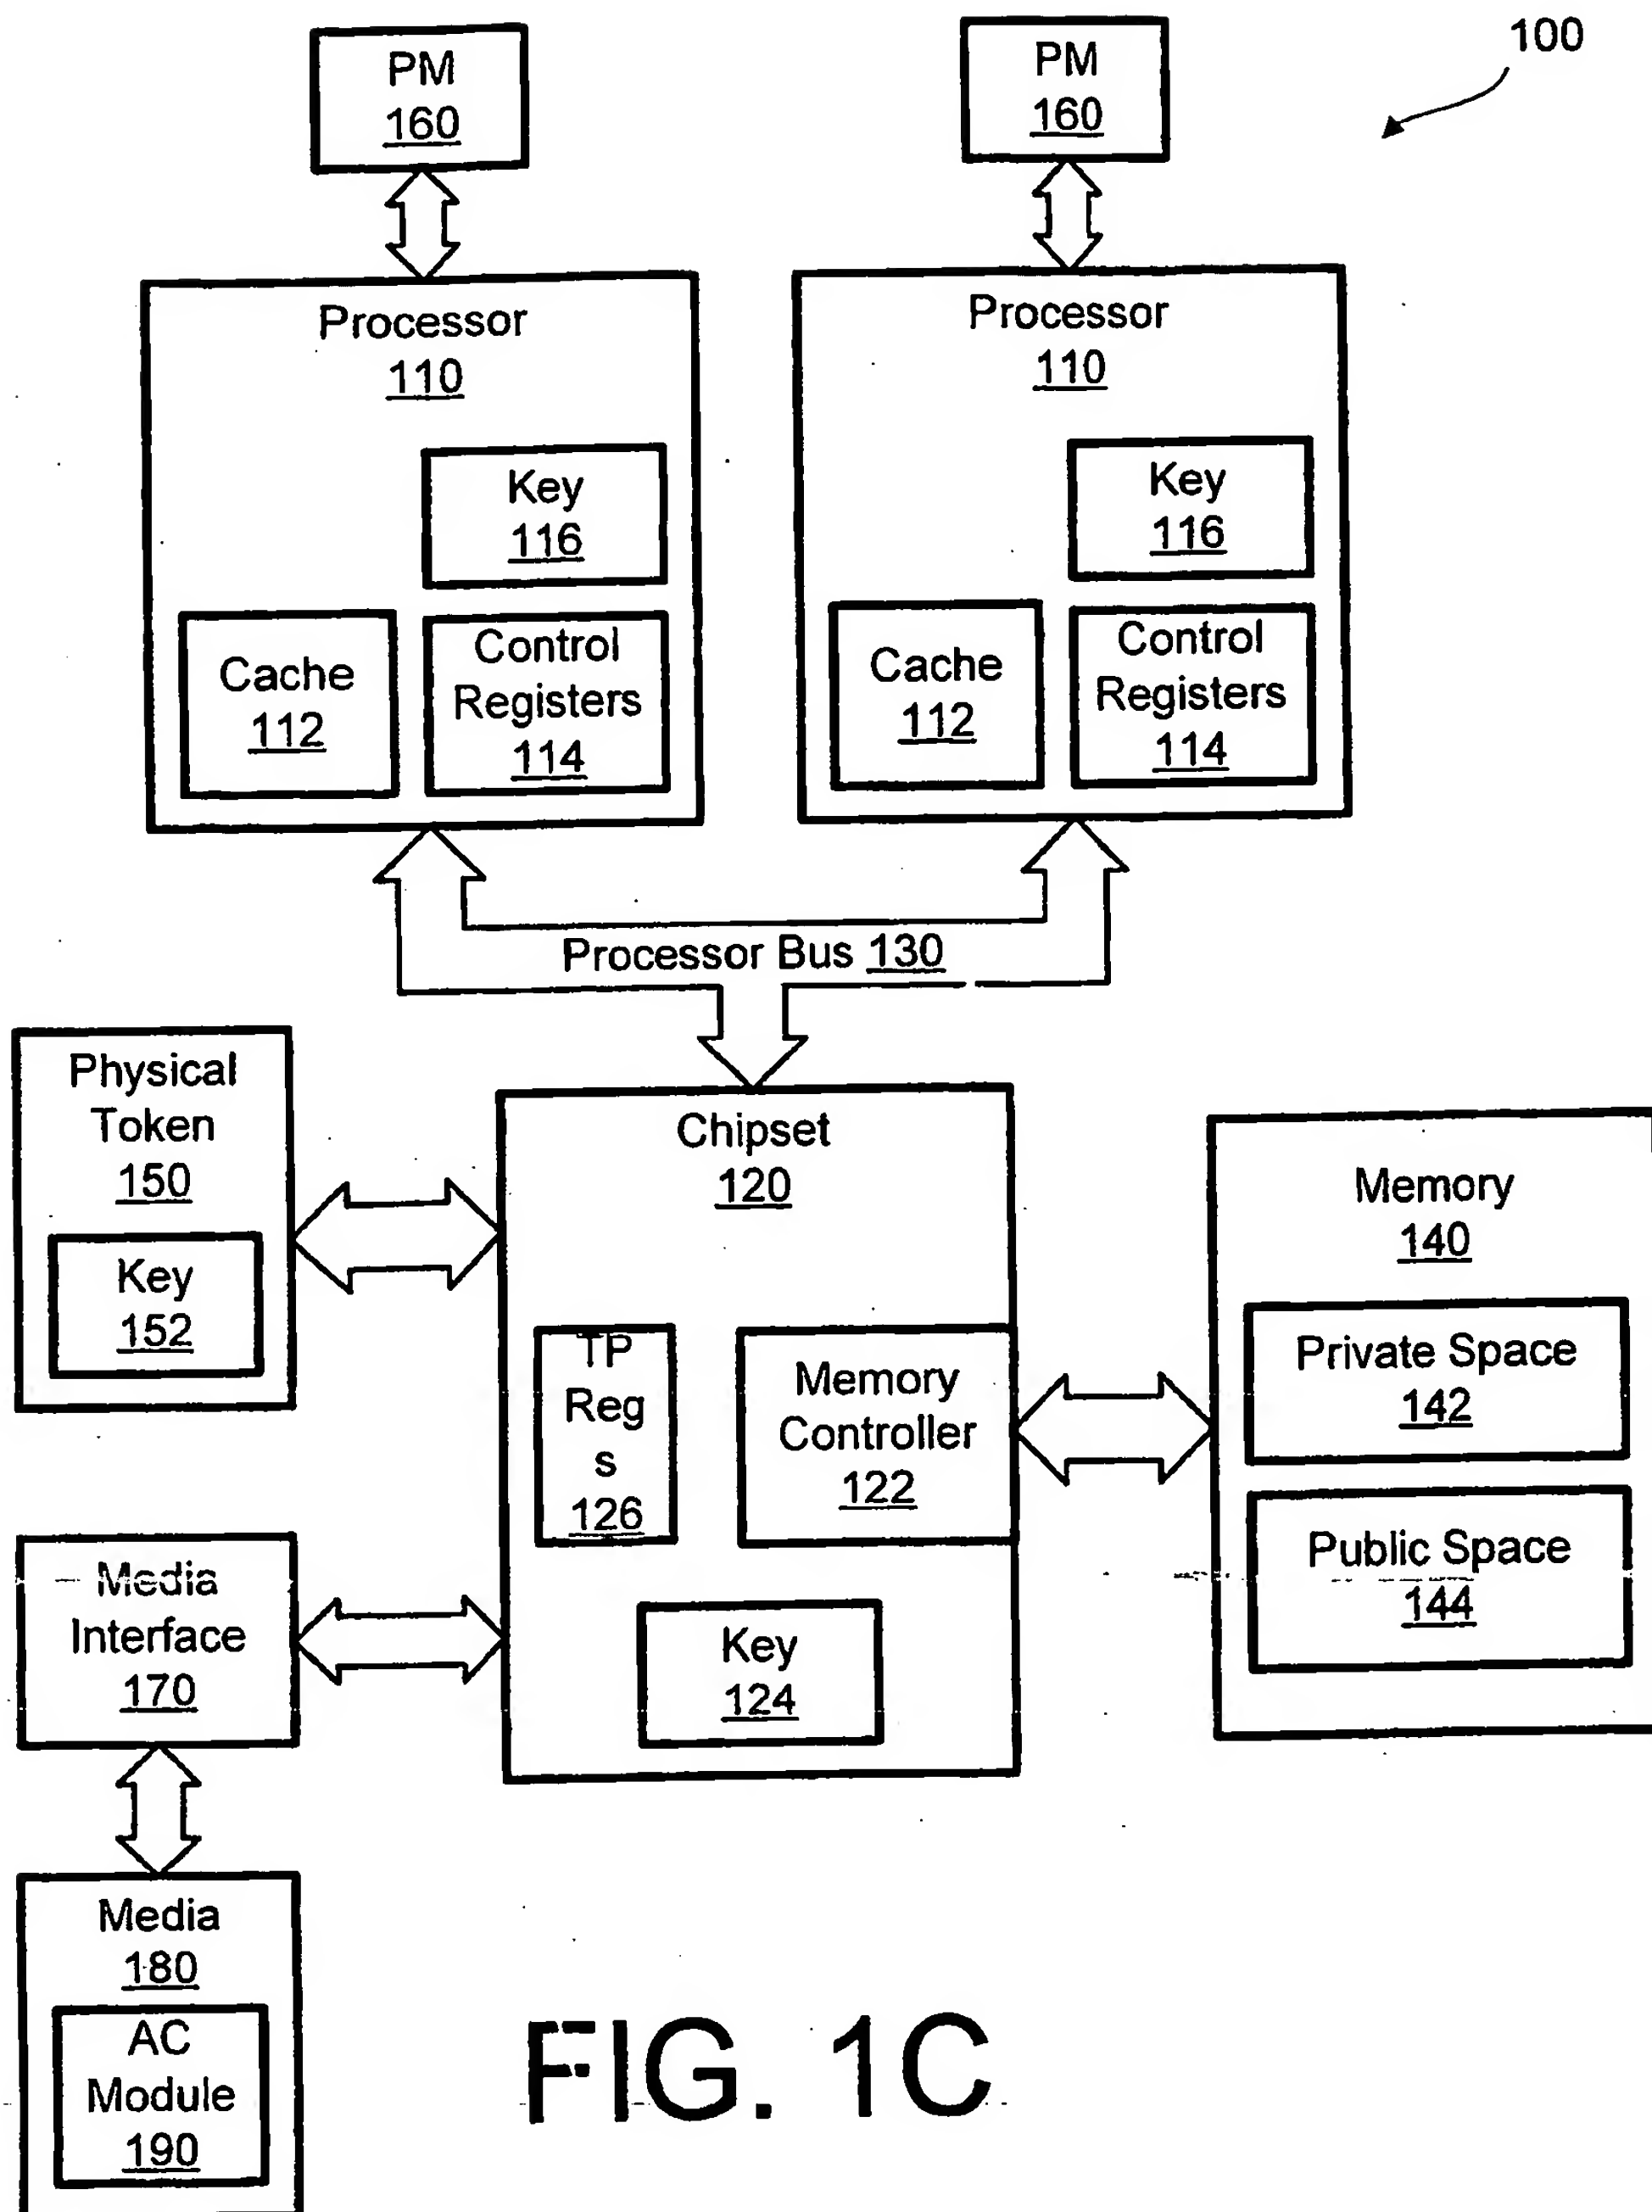 100
PM
160
PM
160
Processor
110
Key
116
Cache
112
Control
Registers
114
Processor
110
Key
116
Cache
112
Control
Registers
114
Processor Bus 130
Physical
Token
150
Key
152
Chipset
120
TP
Reg
s
126
Memory
Controller
122
Key
124
Memory
140
Private Space
142
Public Space
144
Media
Interface
170
Media
180
AC
Module
190
FIG. 1C